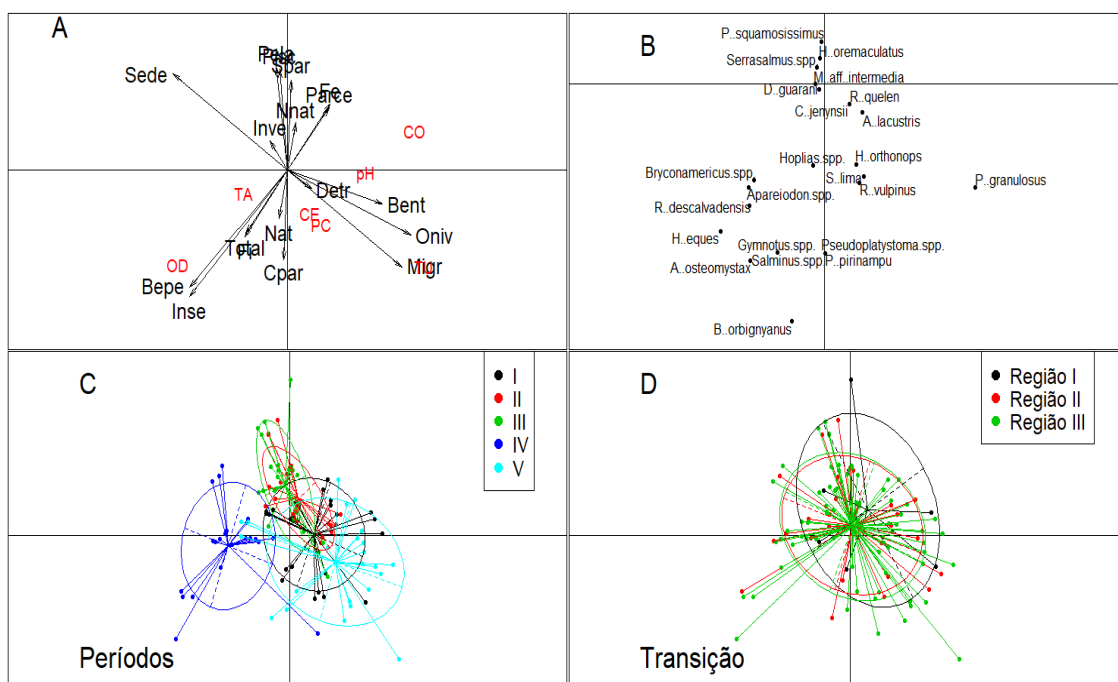 A
Pela
Sede
Spar
Fe
Parce
Nnat
Inve
CO
pH
TA
Detr
Bent
CE
PC
Nat
Oniv
Total
Cpar
Migr
OD
Bepe
Inse
B
P..squamosissimus
H..oremaculatus
Serrasalmus.spp.
M..aff..intermedia
D..guarani
R..quelen
C..jenynsii
A..lacustris
Hoplias.spp.
H..orthonops
Bryconamericus.spp.
S..lima
P..granulosus
Apareiodon.spp.
R..vulpinus
R..descalvadensis
H..eques
Gymnotus.spp.
Pseudoplatystoma.spp.
A..osteomystax
Salminus.spp.
P..pirinampu
B..orbignyanus
C
I
II
III
IV
V
Períodos
D
Região I
Região II
Região III
Transição